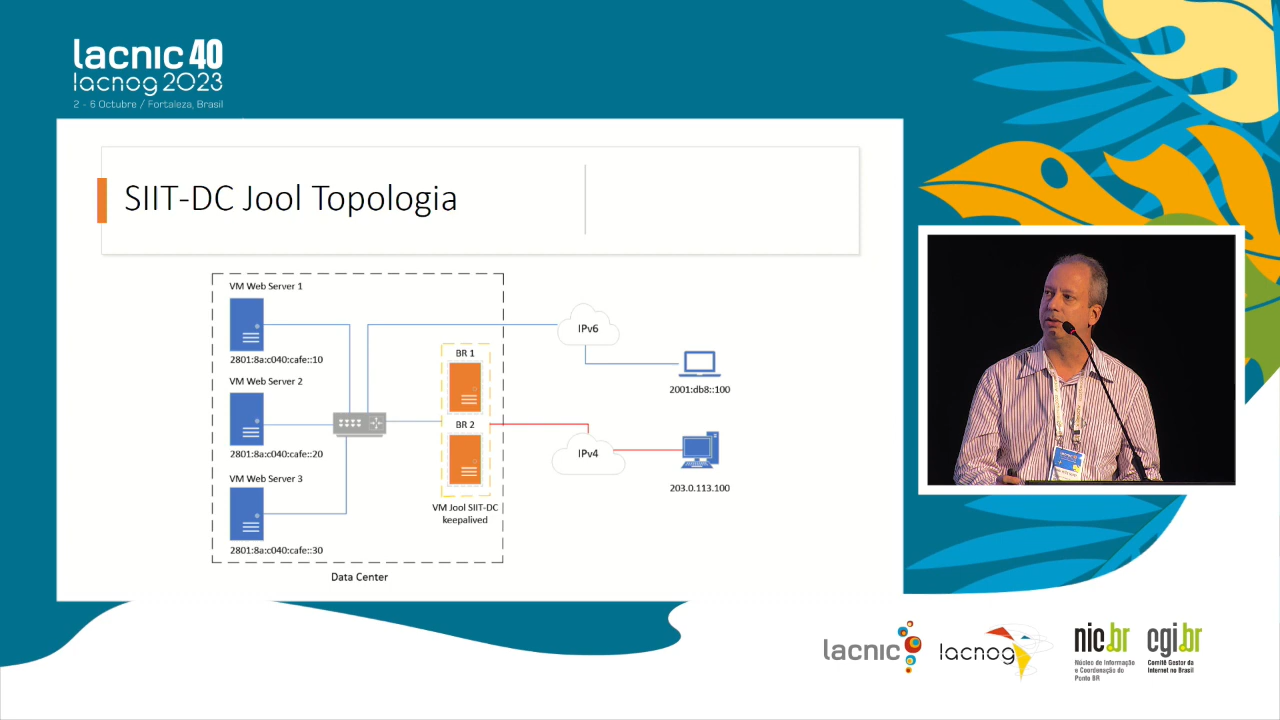 lacnic 40
lacnog 2023
2 - 6 Octubre / Fortaleza, Brasil
SIIT-DC Jool Topologia
VM Web Server 1
2801:8a:c040:cafe::10
VM Web Server 2
2801:8a:c040:cafe::20
VM Web Server 3
2801:8a:c040:cafe::30
BR 1
BR 2
VM Jool SIIT-DC
keepalived
Data Center
IPv6
2001:db8::100
IPv4
203.0.113.100
lacnic
lacnog
nic.br
Núcleo de Informação
e Coordenação do
Ponto BR
cgi.br
Comitê Gestor da
Internet no Brasil